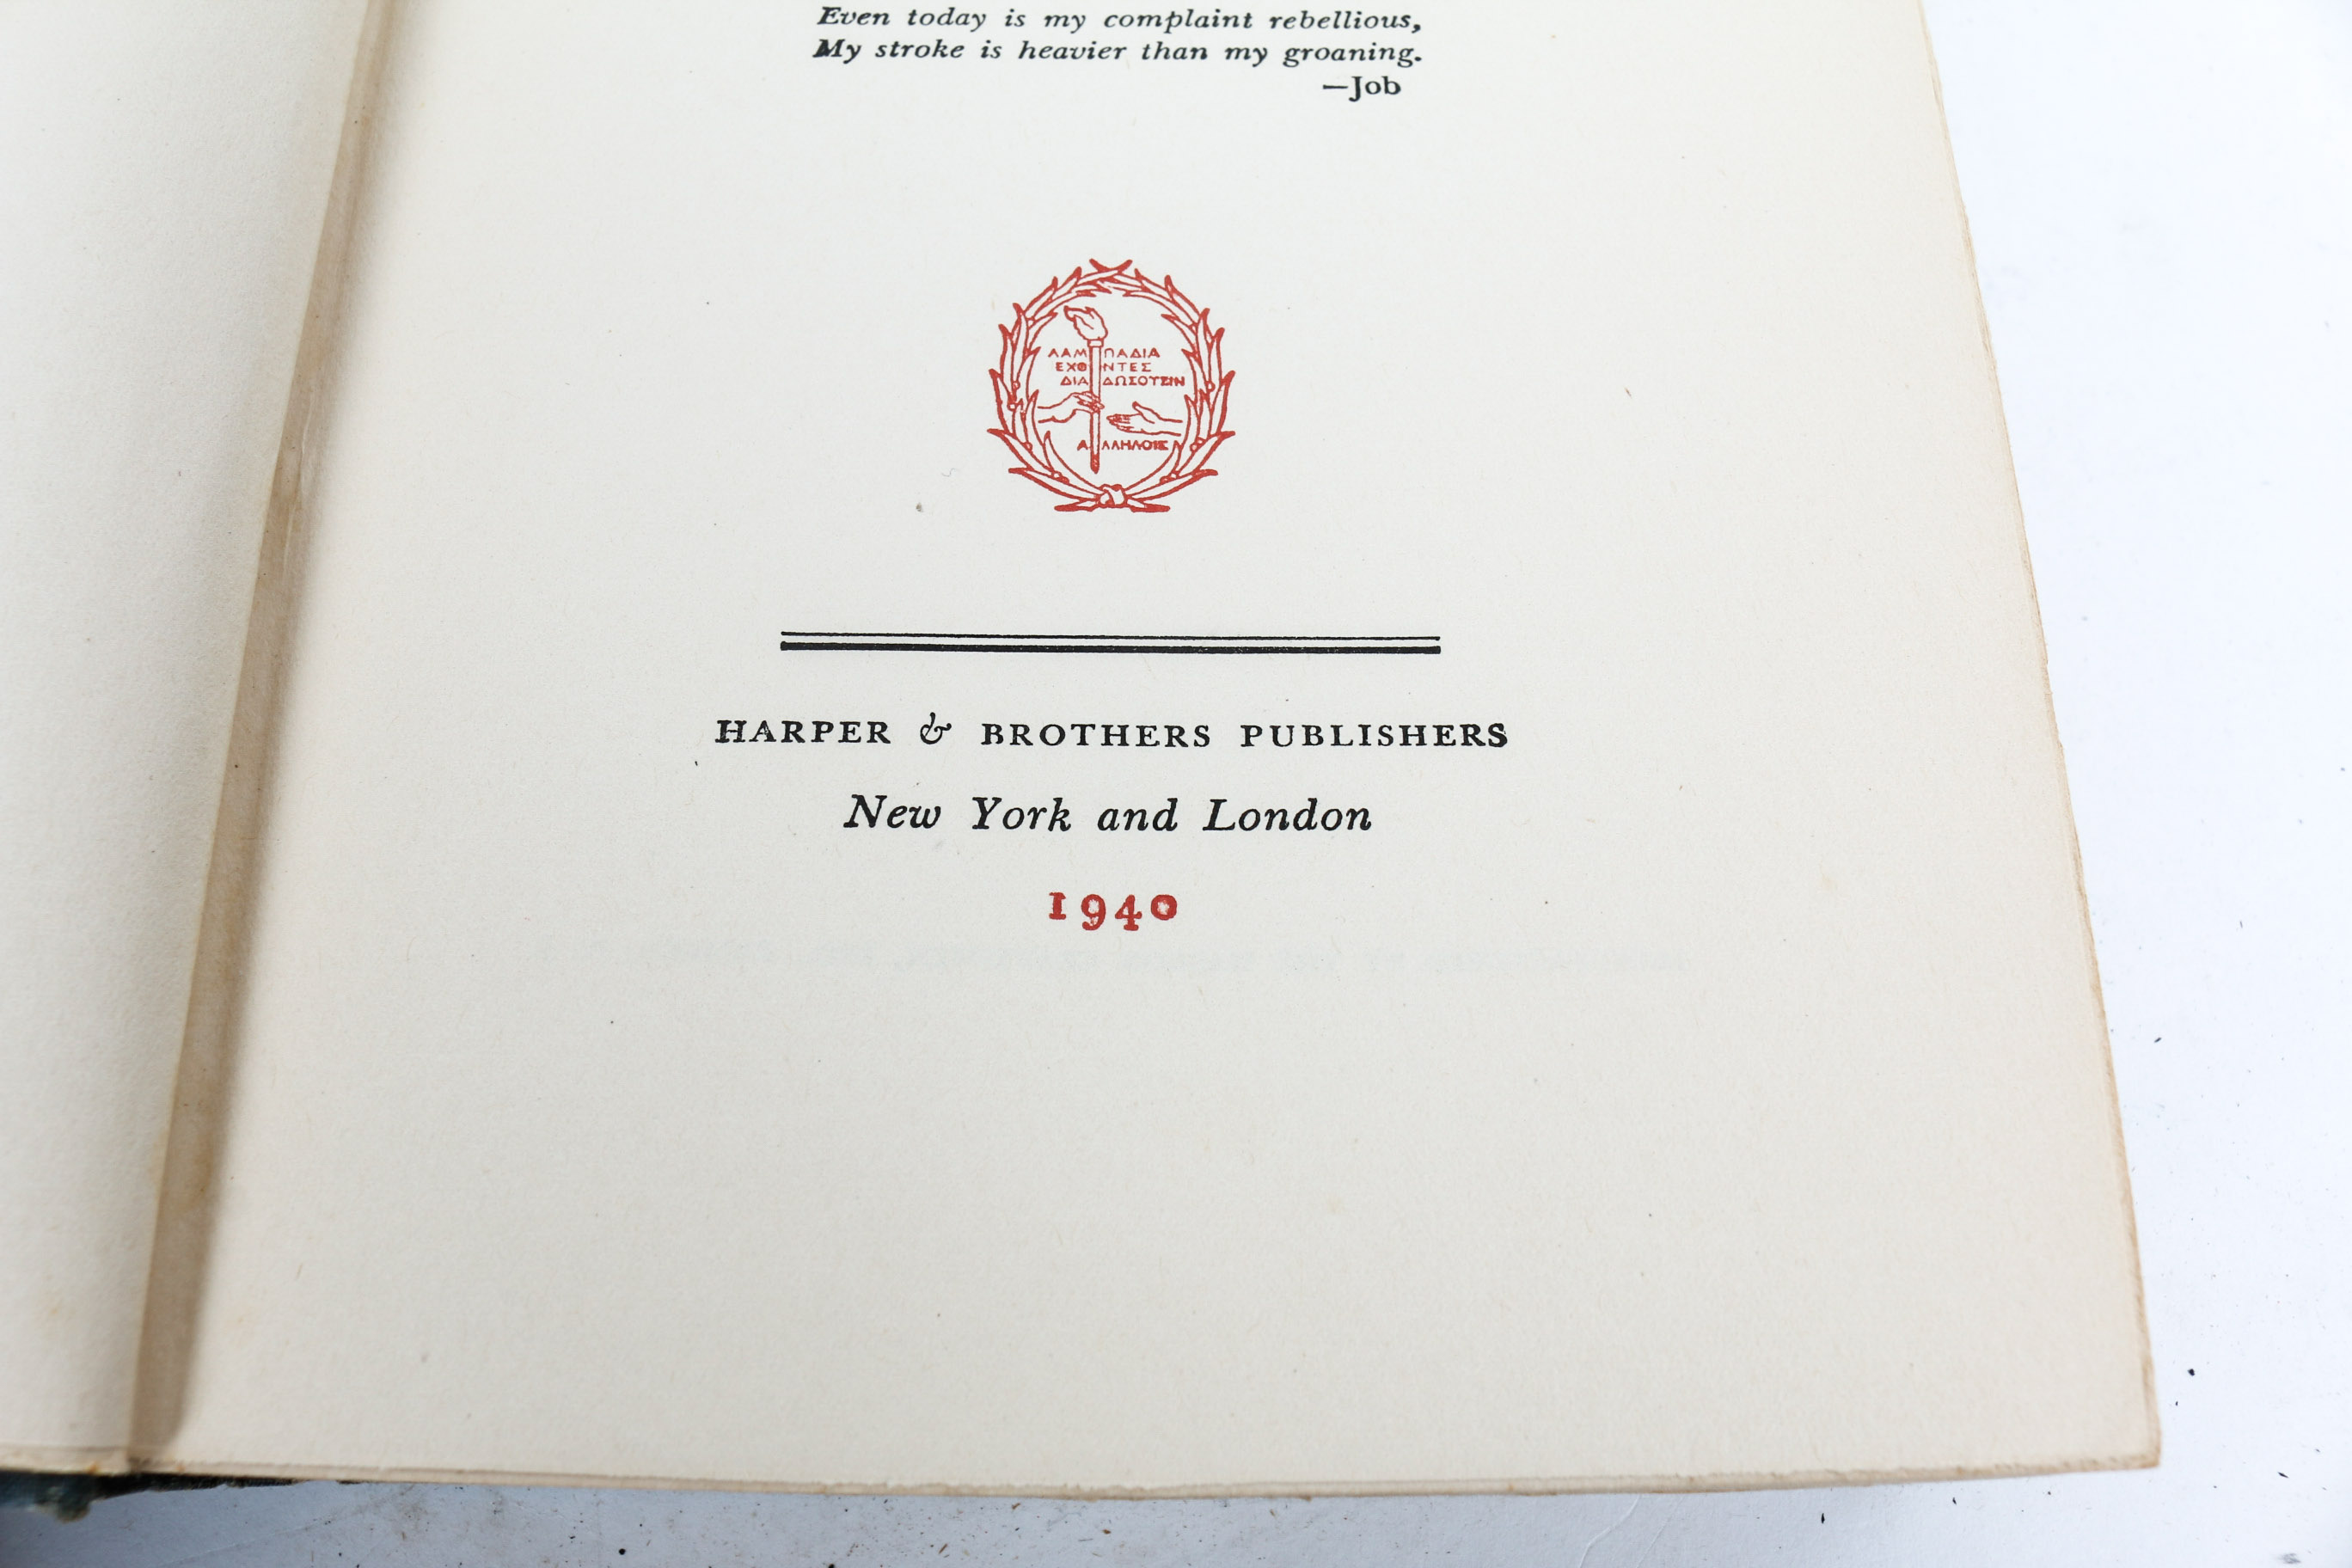 Even today is my complaint rebellious,
My stroke is heavier than my groaning.
—Job
ΛΑΜΠΑΔΙΑ
ΕΧΟΝΤΕΣ
ΔΙΑΔΩΣΟΥΣΙΝ
ΑΛΛΗΛΟΙΣ
HARPER & BROTHERS PUBLISHERS
New York and London
1940